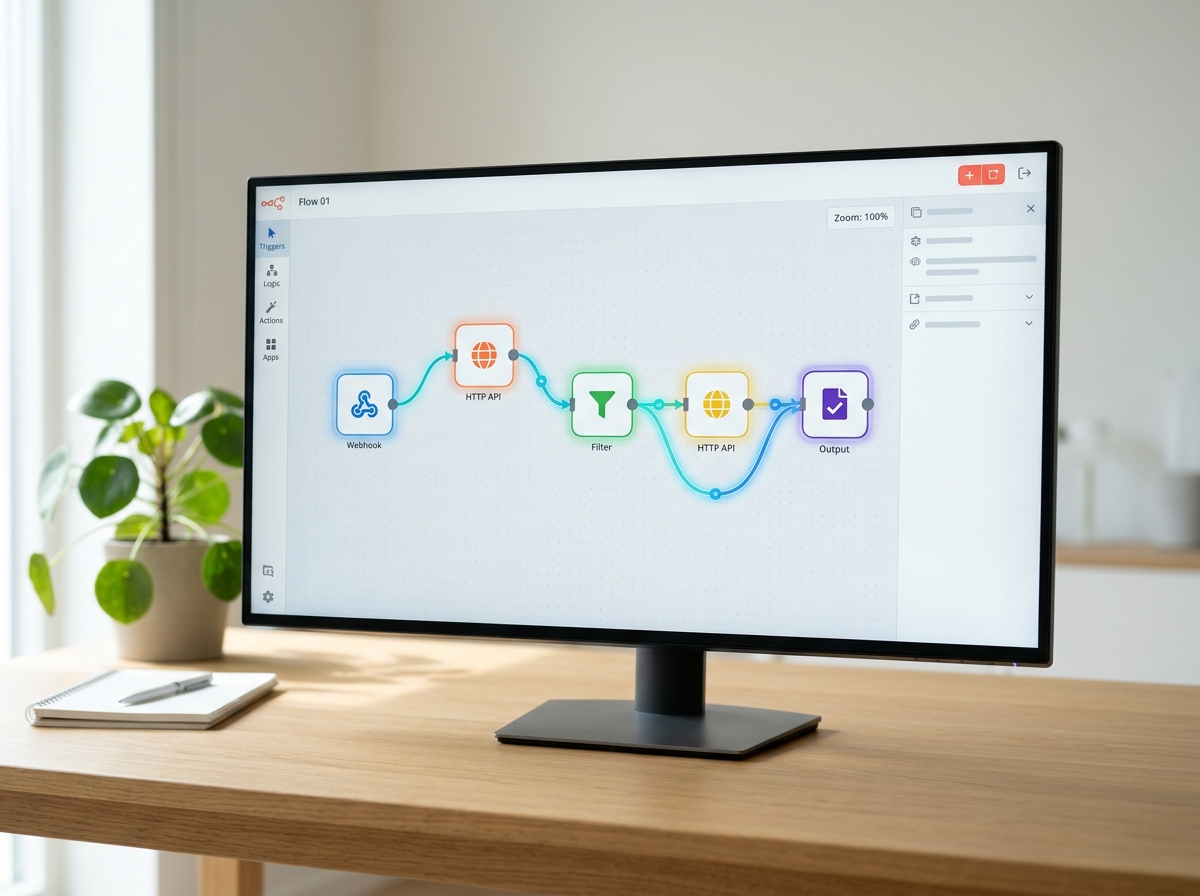 Flow 01
Zoom: 100%
Triggers
Logic
Actions
Apps
Webhook
HTTP API
Filter
HTTP API
Output